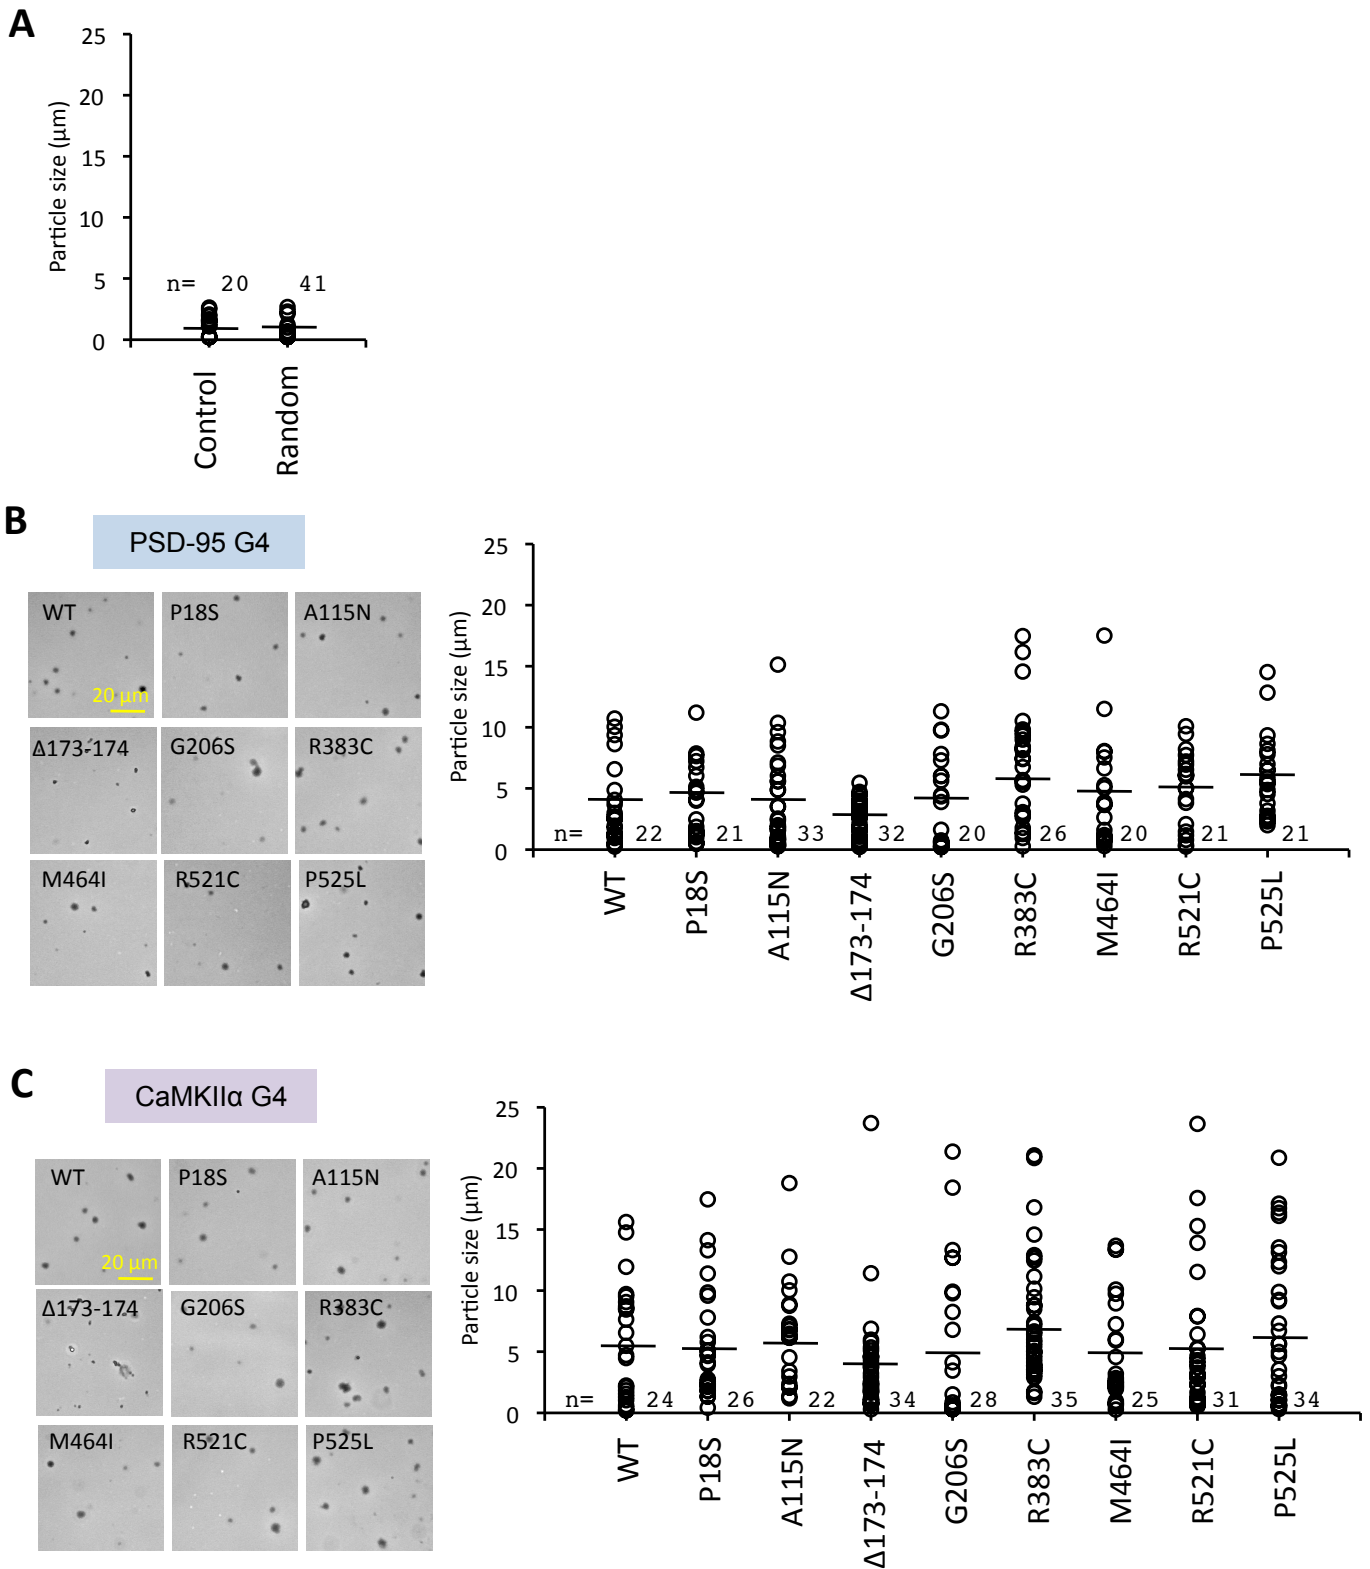 A
25
20
15
10
5
0
Particle size (μm)
n= 20 41
Control
Random
B
PSD-95 G4
WT
P18S
A115N
20 μm
Δ173-174
G206S
R383C
M464I
R521C
P525L
25
20
15
10
5
0
Particle size (μm)
n= 22 21 33 32 20 26 20 21 21
WT
P18S
A115N
Δ173-174
G206S
R383C
M464I
R521C
P525L
C
CaMKIIα G4
WT
P18S
A115N
20 μm
Δ173-174
G206S
R383C
M464I
R521C
P525L
25
20
15
10
5
0
Particle size (μm)
n= 24 26 22 34 28 35 25 31 34
WT
P18S
A115N
Δ173-174
G206S
R383C
M464I
R521C
P525L